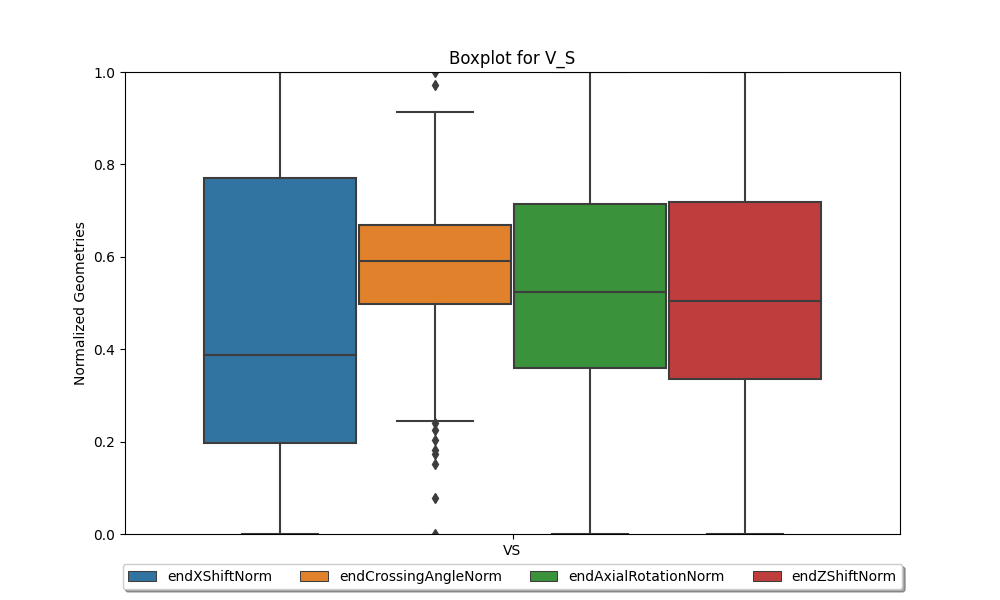 Boxplot for V_S
Normalized Geometries
1.0
0.8
0.6
0.4
0.2
0.0
VS
endXShiftNorm endCrossingAngleNorm endAxialRotationNorm endZShiftNorm